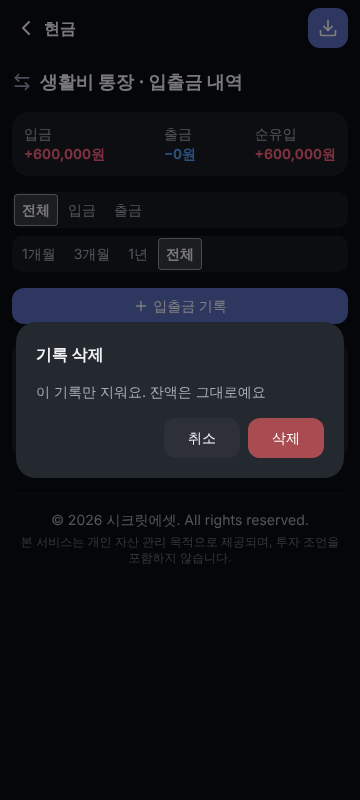 현금
생활비 통장 · 입출금 내역
입금 출금 순유입
+600,000원 −0원 +600,000원
전체 입금 출금
1개월 3개월 1년 전체
+ 입출금 기록
기록 삭제
이 기록만 지워요. 잔액은 그대로예요
취소 삭제
© 2026 시크릿에셋. All rights reserved.
본 서비스는 개인 자산 관리 목적으로 제공되며, 투자 조언을
포함하지 않습니다.